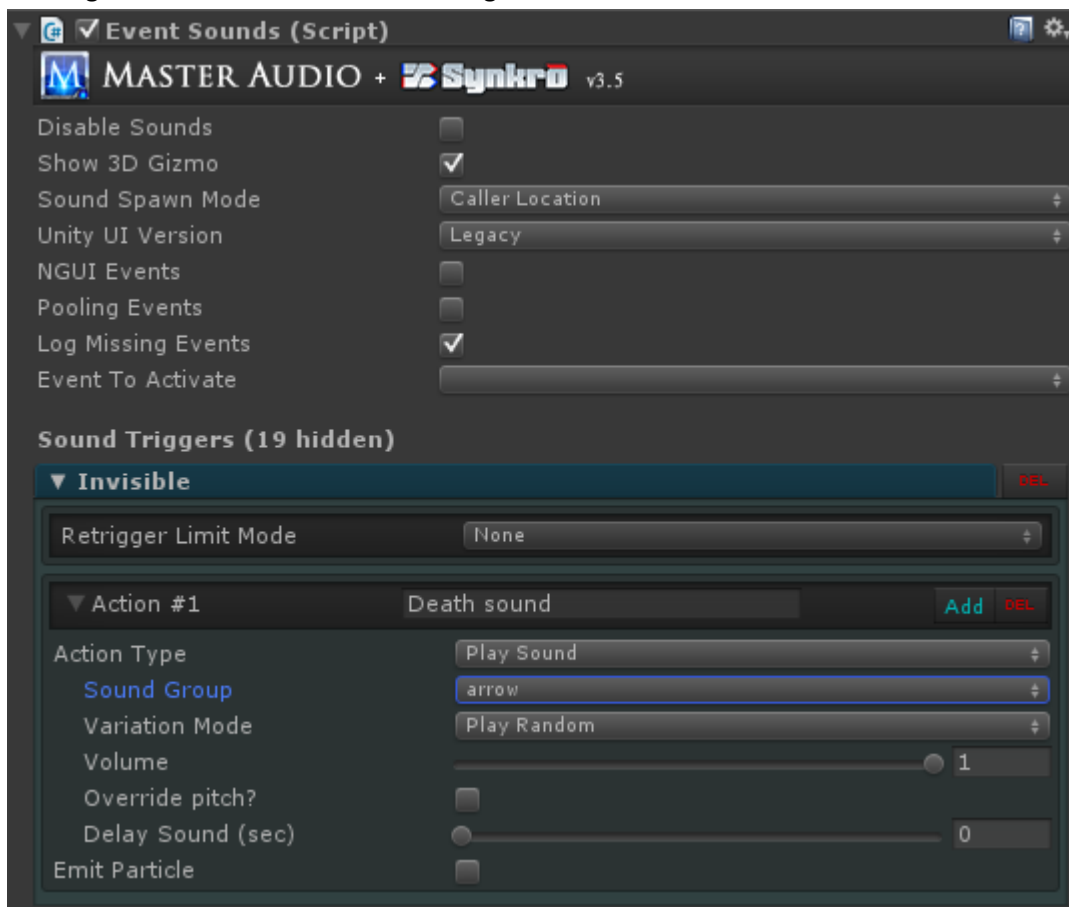 Event Sounds (Script)
MASTER AUDIO + Synkro v3.5
Disable Sounds
Show 3D Gizmo
Sound Spawn Mode Caller Location
Unity UI Version Legacy
NGUI Events
Pooling Events
Log Missing Events
Event To Activate
Sound Triggers (19 hidden)
Invisible DEL
Retrigger Limit Mode None
Action #1 Death sound Add DEL
Action Type Play Sound
Sound Group arrow
Variation Mode Play Random
Volume 1
Override pitch?
Delay Sound (sec) 0
Emit Particle